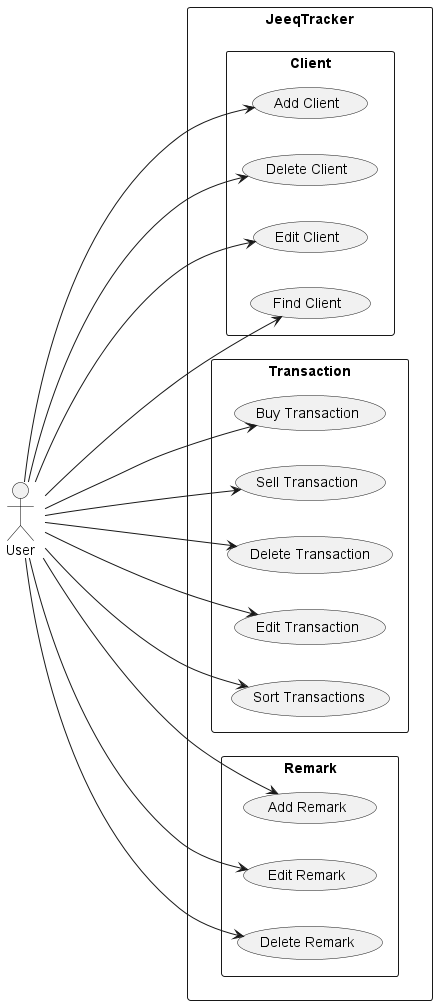 JeeqTracker
Client
Add Client
Delete Client
Edit Client
Find Client
Transaction
Buy Transaction
Sell Transaction
Delete Transaction
Edit Transaction
Sort Transactions
User
Remark
Add Remark
Edit Remark
Delete Remark